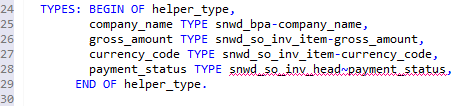 24 TYPES: BEGIN OF helper_type,
25 company_name TYPE snwd_bpa-company_name,
26 gross_amount TYPE snwd_so_inv_item-gross_amount,
27 currency_code TYPE snwd_so_inv_item-currency_code,
28 payment_status TYPE snwd_so_inv_head~payment_status,
29 END OF helper_type.
30